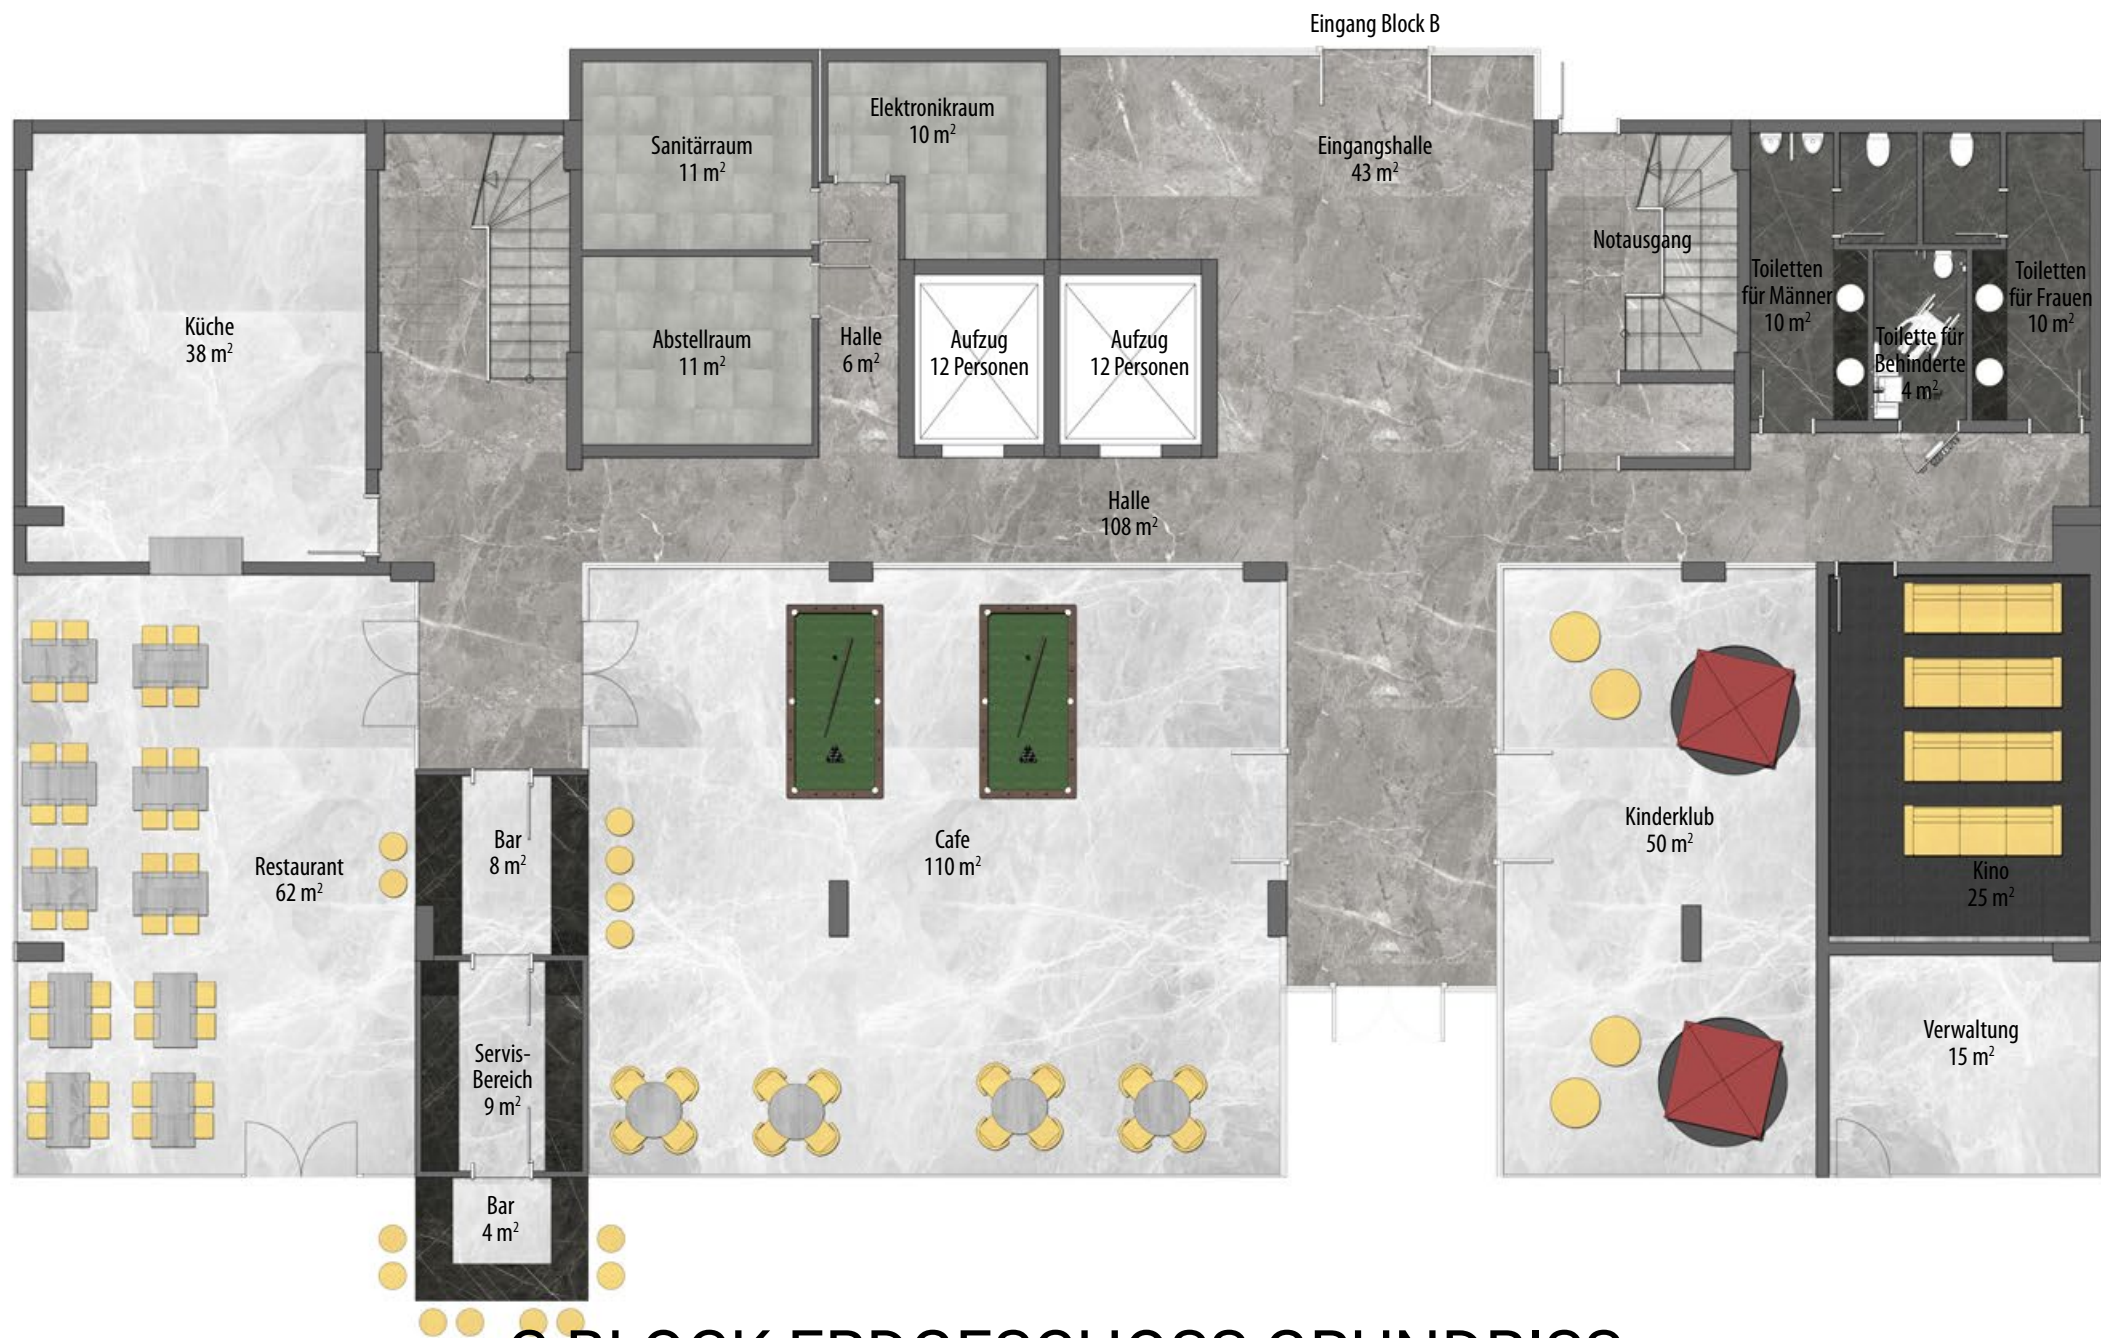 Eingang Block B
Elektronikraum
10 m²
Sanitärraum
11 m²
Eingangshalle
43 m²
Notausgang
Toiletten
für Männer
10 m²
Toiletten
für Frauen
10 m²
Toilette für
Behinderte
4 m²
Küche
38 m²
Abstellraum
11 m²
Halle
6 m²
Aufzug
12 Personen
Aufzug
12 Personen
Halle
108 m²
Restaurant
62 m²
Bar
8 m²
Cafe
110 m²
Kinderklub
50 m²
Kino
25 m²
Servis-
Bereich
9 m²
Verwaltung
15 m²
Bar
4 m²
BLOCK ERDGESCHOSS GRUNDRISS